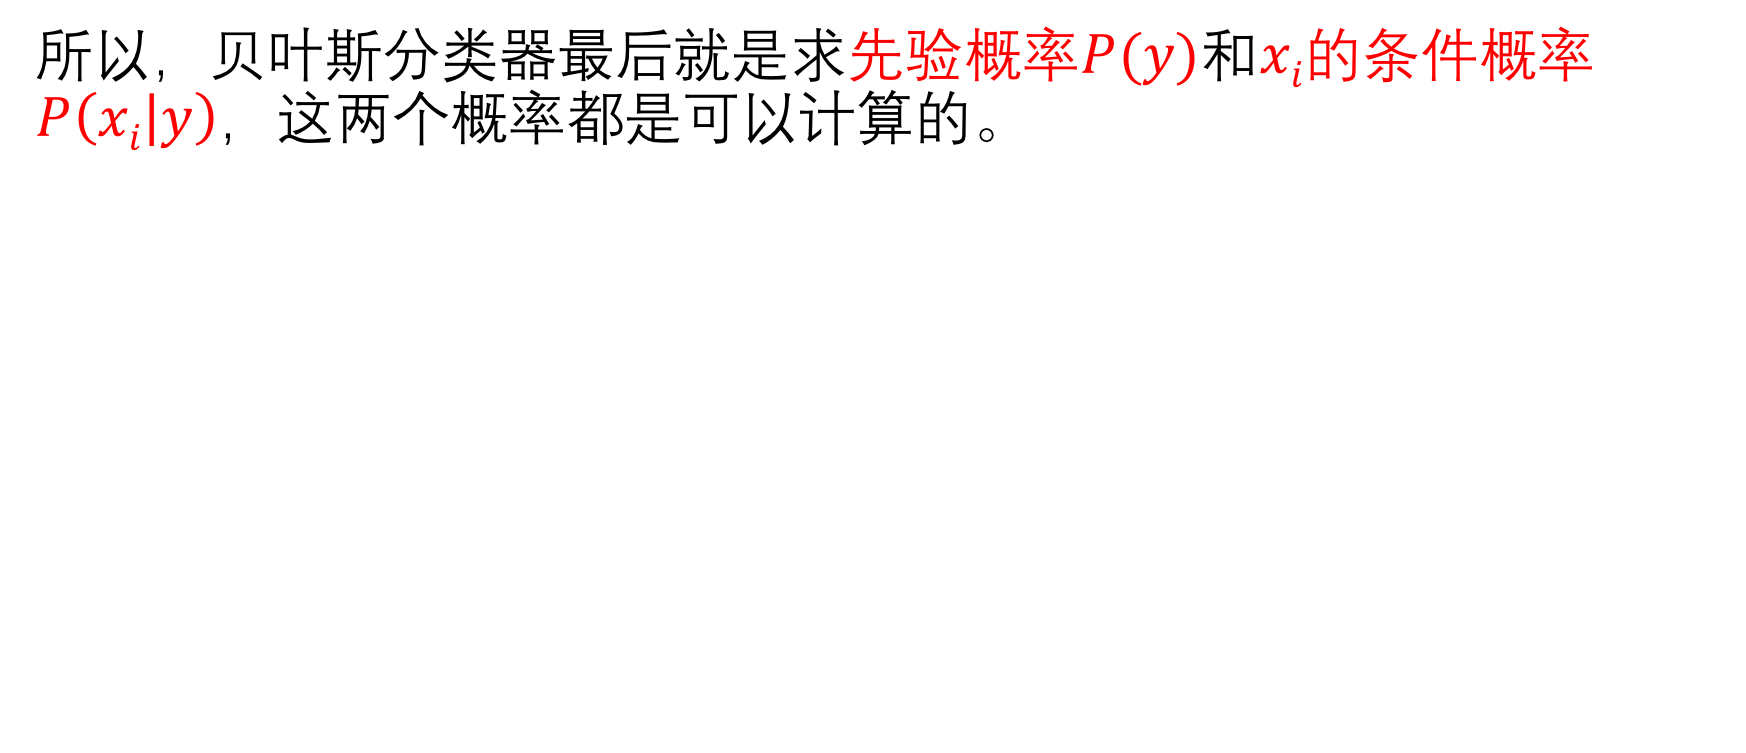 所以，贝叶斯分类器最后就是求先验概率P(y)和x_i的条件概率
P(x_i|y)，这两个概率都是可以计算的。